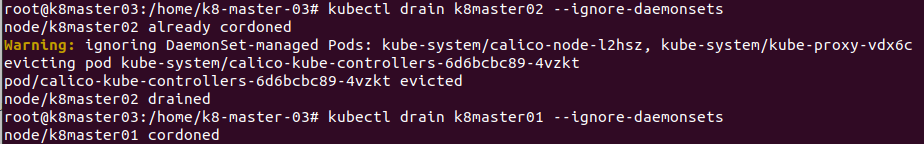 root@k8master03:/home/k8-master-03# kubectl drain k8master02 --ignore-daemonsets
node/k8master02 already cordoned
Warning: ignoring DaemonSet-managed Pods: kube-system/calico-node-l2hsz, kube-system/kube-proxy-vdx6c
evicting pod kube-system/calico-kube-controllers-6d6bcbc89-4vzkt
pod/calico-kube-controllers-6d6bcbc89-4vzkt evicted
node/k8master02 drained
root@k8master03:/home/k8-master-03# kubectl drain k8master01 --ignore-daemonsets
node/k8master01 cordoned